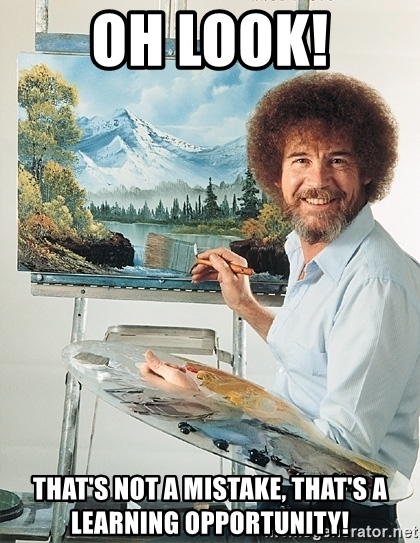 OH LOOK!
THAT'S NOT A MISTAKE, THAT'S A
LEARNING OPPORTUNITY!